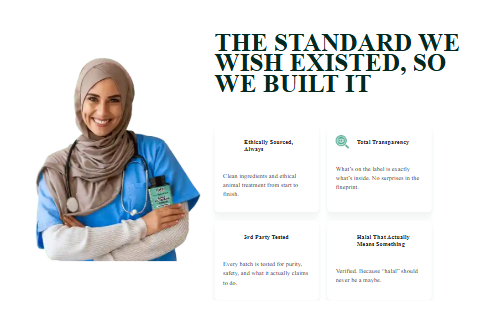 THE STANDARD WE
WISH EXISTED, SO
WE BUILT IT
Ethically Sourced,
Always
Clean ingredients and ethical
animal treatment from start to
finish.
Total Transparency
What's on the label is exactly
what's inside. No surprises in the
fineprint.
3rd Party Tested
Every batch is tested for purity,
safety, and what it actually claims
to do.
Halal That Actually
Means Something
Verified. Because "halal" should
never be a maybe.